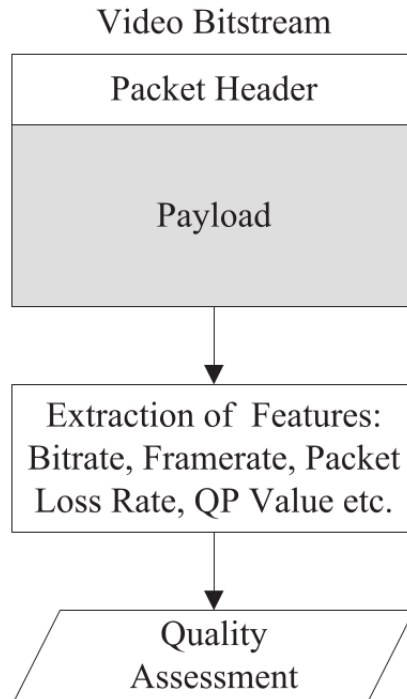 Video Bitstream
Packet Header
Payload
Extraction of Features:
Bitrate, Framerate, Packet
Loss Rate, QP Value etc.
Quality
Assessment